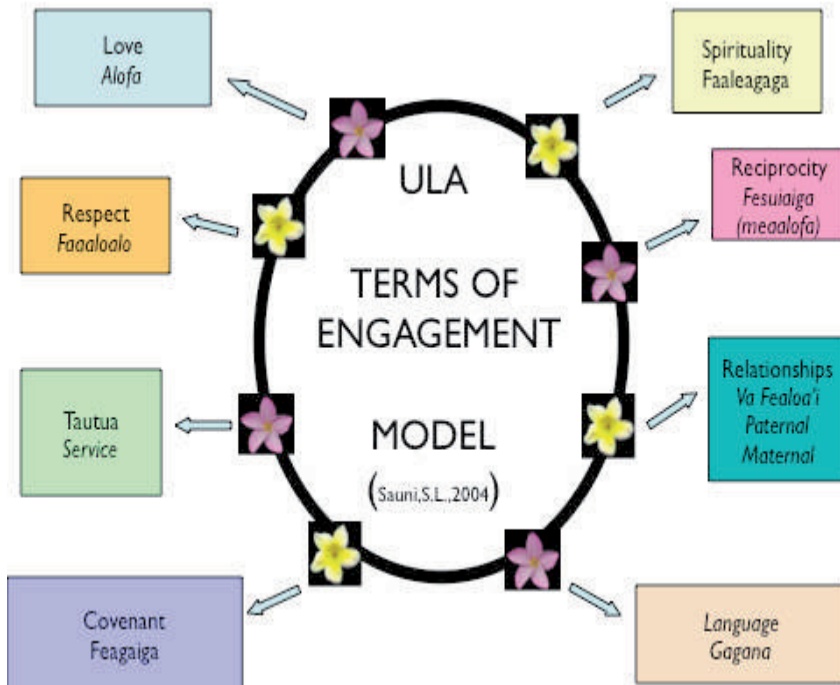 Love
Alofa
Spirituality
Faaleagaga
Respect
Faaaloalo
Reciprocity
Fesuiaiga
(meaalofa)
ULA
TERMS OF
ENGAGEMENT
MODEL
(Sauni,S.L.,2004)
Tautua
Service
Relationships
Va Fealoa'i
Paternal
Maternal
Covenant
Feagaiga
Language
Gagana